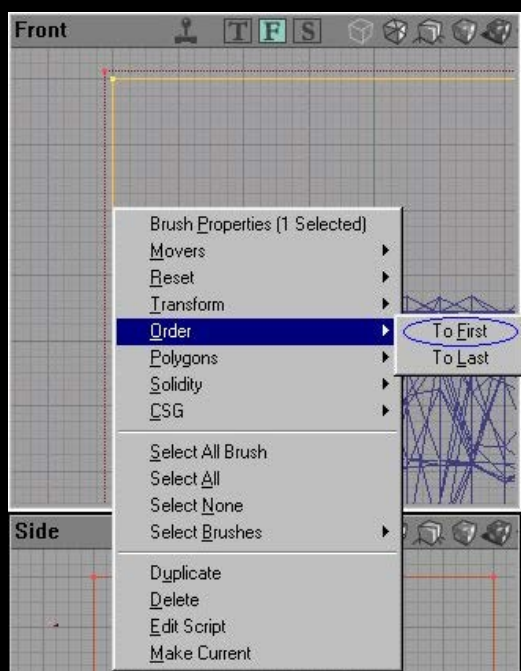 Front T F S
Brush Properties (1 Selected)
Movers
Reset
Transform
Order
To First
Polygons
To Last
Solidity
CSG
Select All Brush
Select All
Select None
Side
Select Brushes
Duplicate
Delete
Edit Script
Make Current